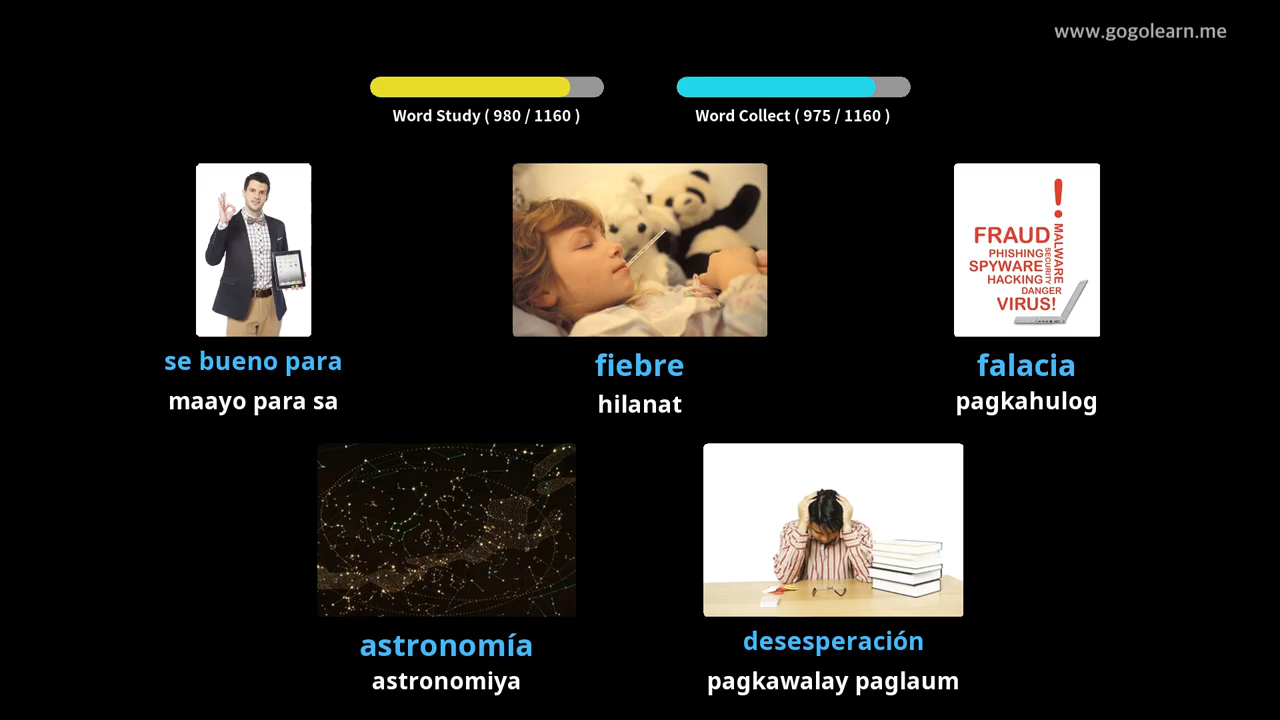 www.gogolearn.me
Word Study ( 980 / 1160 )
Word Collect ( 975 / 1160 )
FRAUD
PHISHING
SPYWARE
HACKING
DANGER
VIRUS!
MALWARE
SECURITY
!
se bueno para
maayo para sa
fiebre
hilanat
falacia
pagkahulog
astronomía
astronomiya
desesperación
pagkawalay paglaum